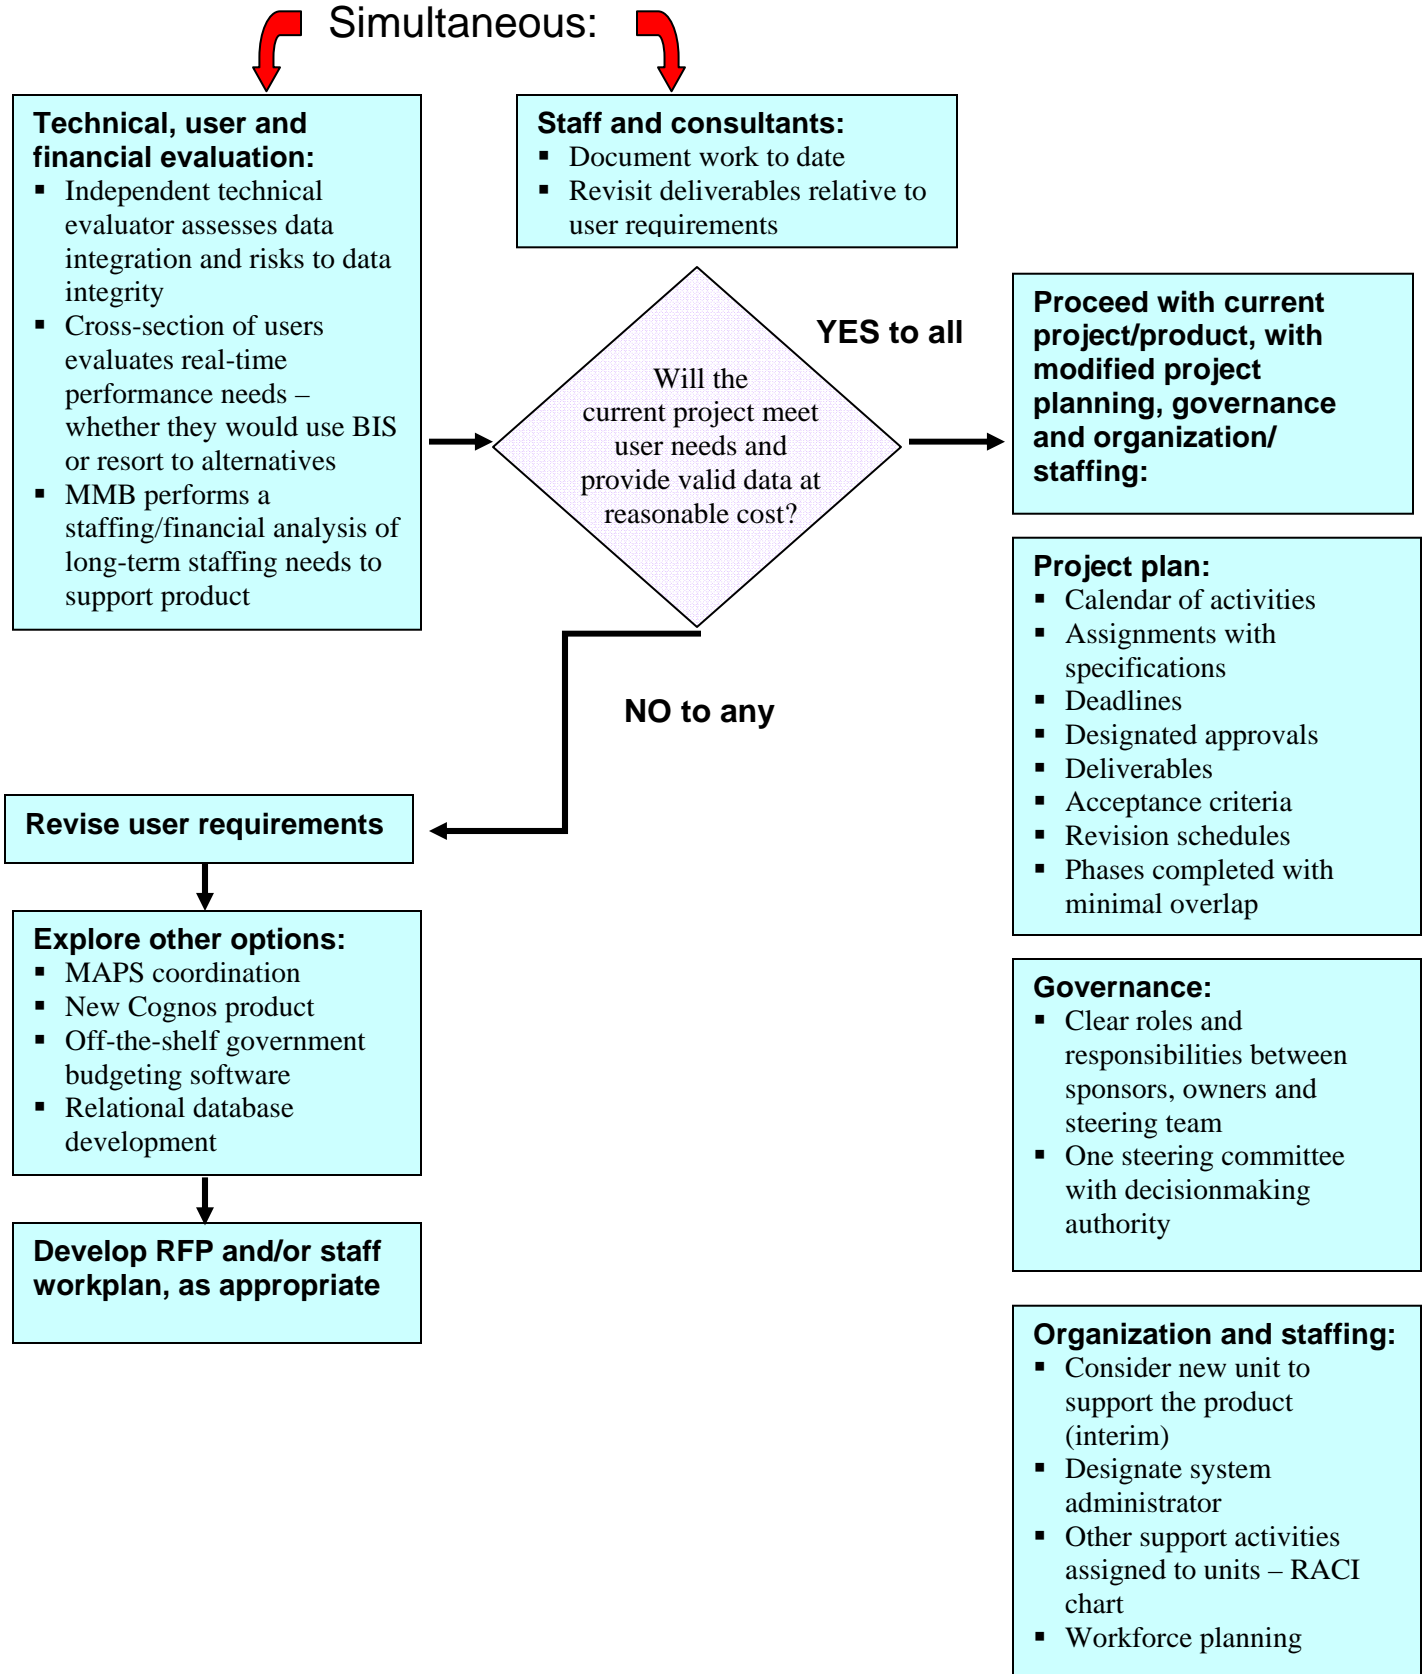 Simultaneous:
Technical, user and
financial evaluation:
▪ Independent technical
evaluator assesses data
integration and risks to data
integrity
▪ Cross-section of users
evaluates real-time
performance needs –
whether they would use BIS
or resort to alternatives
▪ MMB performs a
staffing/financial analysis of
long-term staffing needs to
support product
Staff and consultants:
▪ Document work to date
▪ Revisit deliverables relative to
user requirements
Will the
current project meet
user needs and
provide valid data at
reasonable cost?
YES to all
Proceed with current
project/product, with
modified project
planning, governance
and organization/
staffing:
Project plan:
▪ Calendar of activities
▪ Assignments with
specifications
▪ Deadlines
▪ Designated approvals
▪ Deliverables
▪ Acceptance criteria
▪ Revision schedules
▪ Phases completed with
minimal overlap
Governance:
▪ Clear roles and
responsibilities between
sponsors, owners and
steering team
▪ One steering committee
with decisionmaking
authority
Organization and staffing:
▪ Consider new unit to
support the product
(interim)
▪ Designate system
administrator
▪ Other support activities
assigned to units – RACI
chart
▪ Workforce planning
NO to any
Revise user requirements
Explore other options:
▪ MAPS coordination
▪ New Cognos product
▪ Off-the-shelf government
budgeting software
▪ Relational database
development
Develop RFP and/or staff
workplan, as appropriate